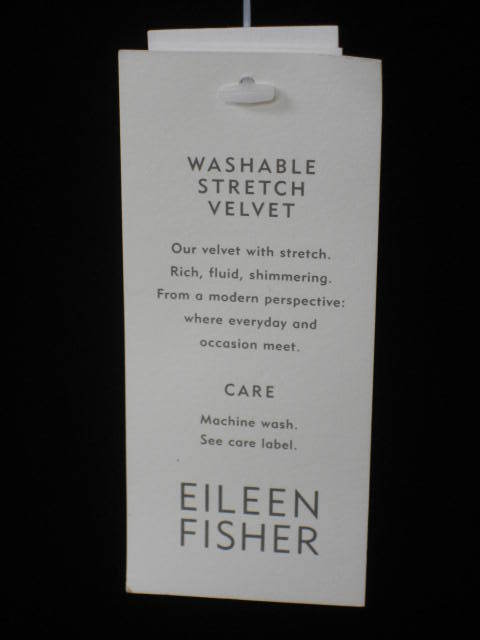 WASHABLE
STRETCH
VELVET
Our velvet with stretch.
Rich, fluid, shimmering.
From a modern perspective:
where everyday and
occasion meet.
CARE
Machine wash.
See care label.
EILEEN
FISHER